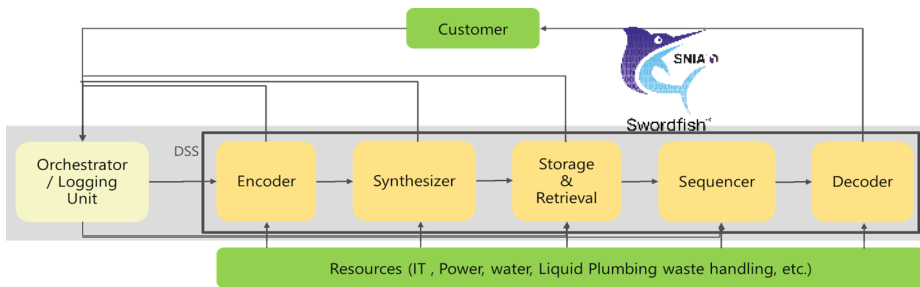 Customer
SNIA
Swordfish™
DSS
Orchestrator
/ Logging
Unit
Encoder
Synthesizer
Storage
&
Retrieval
Sequencer
Decoder
Resources (IT , Power, water, Liquid Plumbing waste handling, etc.)